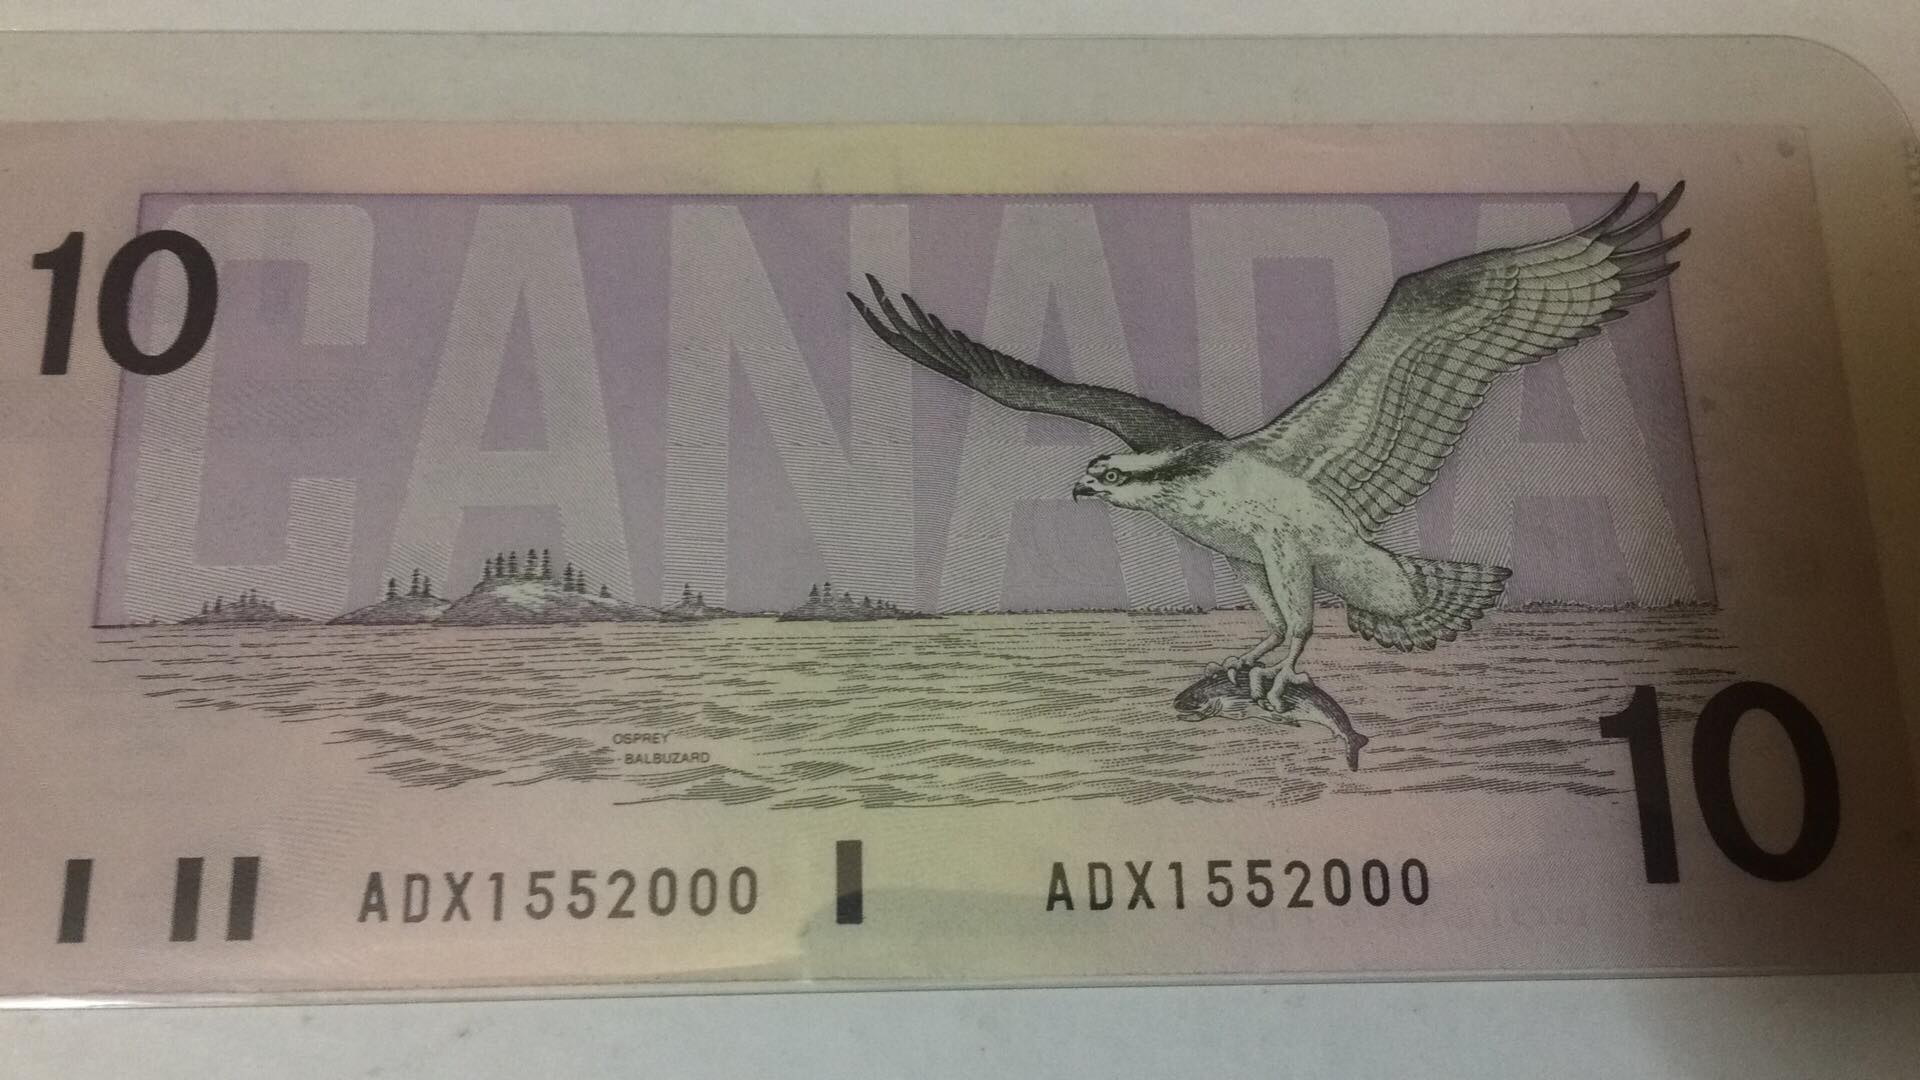 CANADA
10
OSPREY
- BALBUZARD
10
ADX1552000 ADX1552000